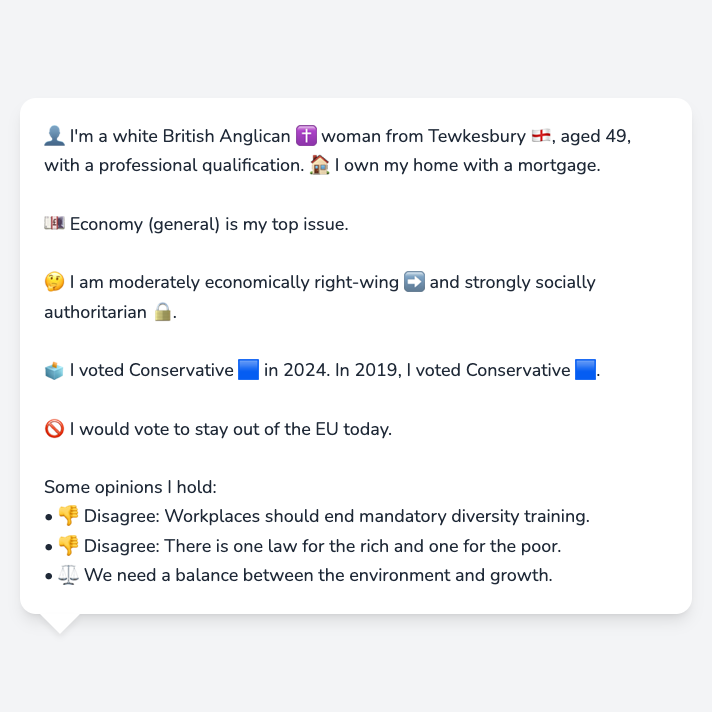 👤 I'm a white British Anglican ✝️ woman from Tewkesbury 🏴󠁧󠁢󠁥󠁮󠁧󠁿, aged 49,
with a professional qualification. 🏠 I own my home with a mortgage.
💷 Economy (general) is my top issue.
🤔 I am moderately economically right-wing ➡️ and strongly socially
authoritarian 🔒.
🗳️ I voted Conservative 🟦 in 2024. In 2019, I voted Conservative 🟦.
🚫 I would vote to stay out of the EU today.
Some opinions I hold:
• 👎 Disagree: Workplaces should end mandatory diversity training.
• 👎 Disagree: There is one law for the rich and one for the poor.
• ⚖️ We need a balance between the environment and growth.